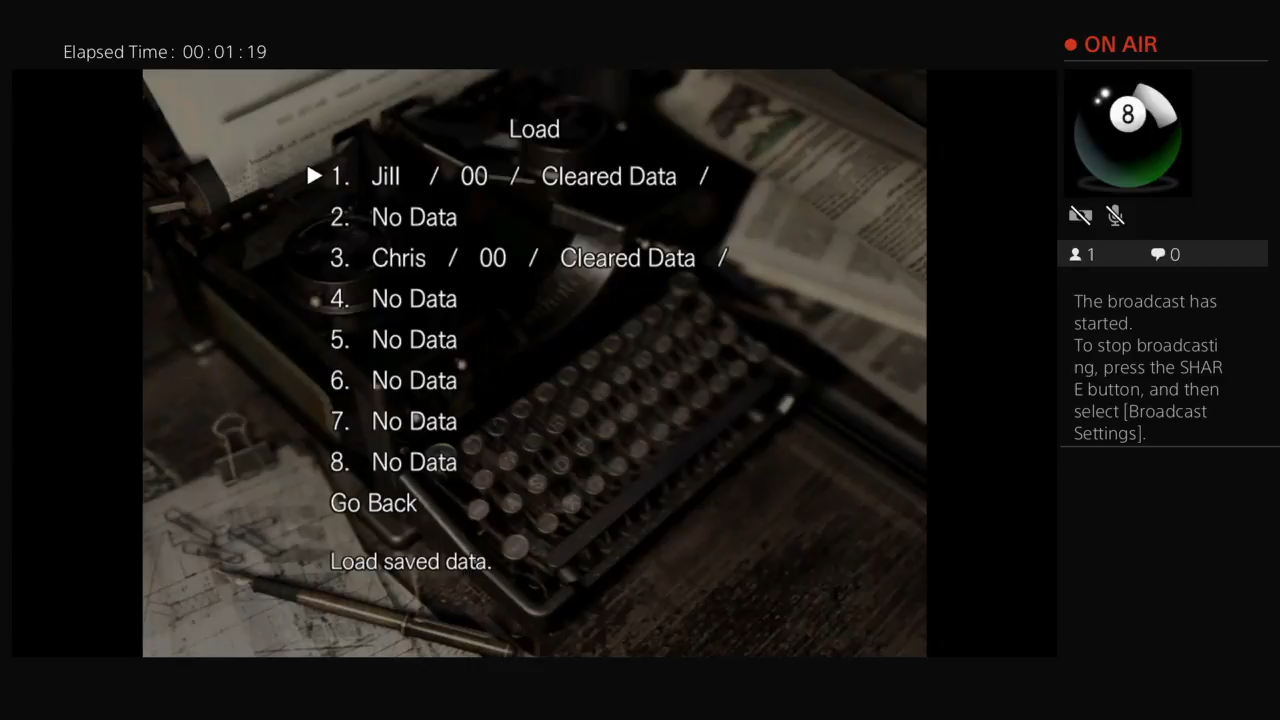 Elapsed Time: 00:01:19
ON AIR
Load
1. Jill / 00 / Cleared Data /
2. No Data
3. Chris / 00 / Cleared Data /
4. No Data
5. No Data
6. No Data
7. No Data
8. No Data
Go Back
Load saved data.
8
1 0
The broadcast has
started.
To stop broadcasti
ng, press the SHAR
E button, and then
select [Broadcast
Settings].